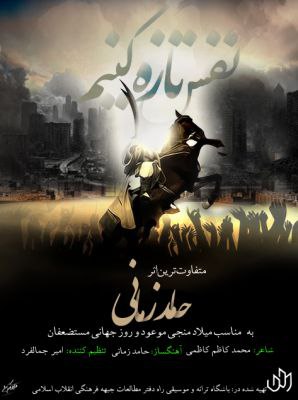 نفس تازه کنیم
متفاوت‌ترین اثر
حامد زمانی
به مناسب میلاد منجی موعود و روز جهانی مستضعفان
شاعر: محمد کاظم کاظمی آهنگساز: حامد زمانی تنظیم کننده: امیر جمالفرد
تهیه شده در: باشگاه ترانه و موسیقی راه دفتر مطالعات جبهه فرهنگی انقلاب اسلامی